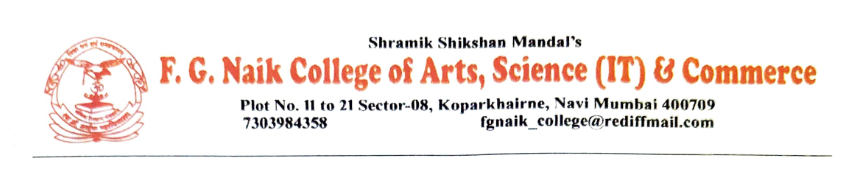 Shramik Shikshan Mandal's
F. G. Naik College of Arts, Science (IT) & Commerce
Plot No. 11 to 21 Sector-08, Koparkhairne, Navi Mumbai 400709
7303984358 fgnaik_college@rediffmail.com